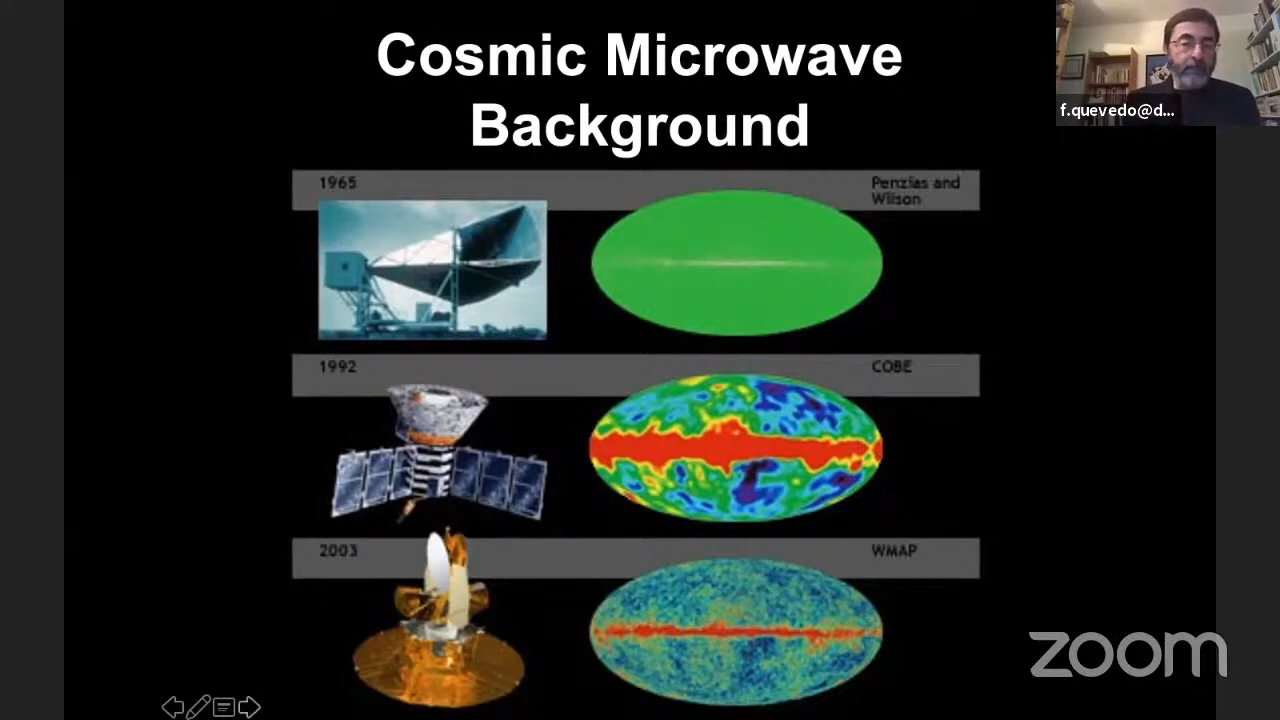 Cosmic Microwave
Background
f.quevedo@d...
1965
Penzias and
Wilson
1992
COBE
2003
WMAP
zoom